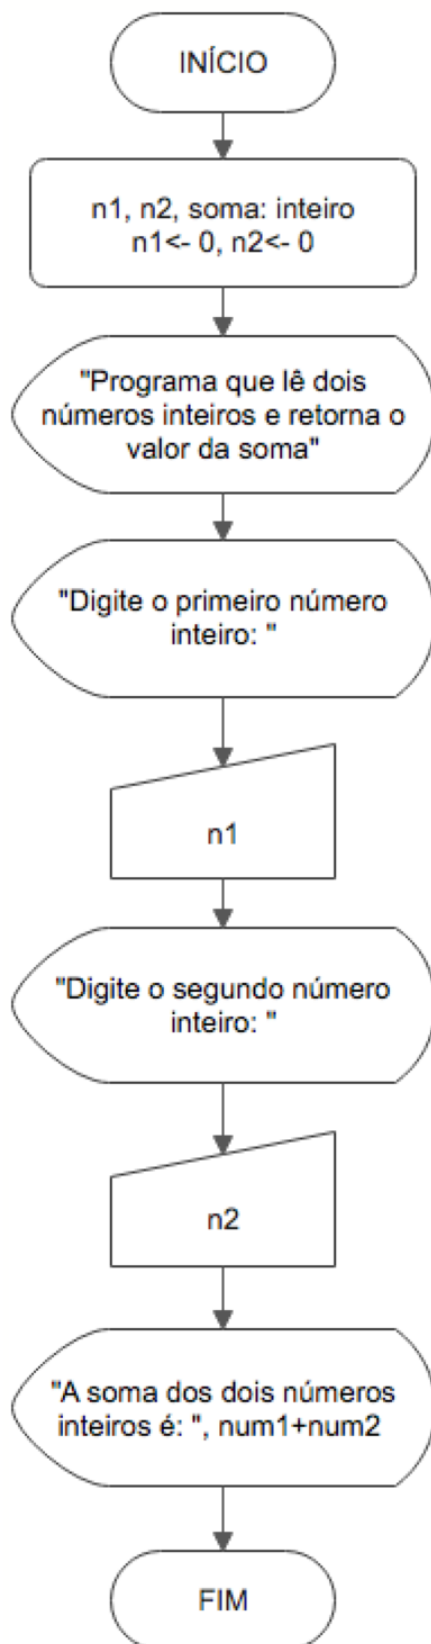 INÍCIO
n1, n2, soma: inteiro
n1<- 0, n2<- 0
"Programa que lê dois
números inteiros e retorna o
valor da soma"
"Digite o primeiro número
inteiro: "
n1
"Digite o segundo número
inteiro: "
n2
"A soma dos dois números
inteiros é: ", num1+num2
FIM